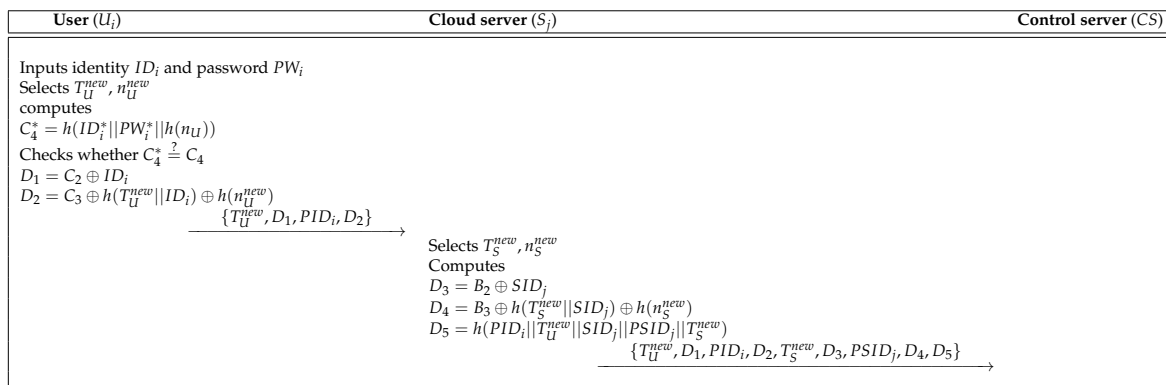 User (U_i) Cloud server (S_j) Control server (CS)
Inputs identity ID_i and password PW_i
Selects T_U^{new}, n_U^{new}
computes
C_4^* = h(ID_i^*||PW_i^*||h(n_U))
Checks whether C_4^* ≟ C_4
D_1 = C_2 ⊕ ID_i
D_2 = C_3 ⊕ h(T_U^{new}||ID_i) ⊕ h(n_U^{new})
{T_U^{new}, D_1, PID_i, D_2}
Selects T_S^{new}, n_S^{new}
Computes
D_3 = B_2 ⊕ SID_j
D_4 = B_3 ⊕ h(T_S^{new}||SID_j) ⊕ h(n_S^{new})
D_5 = h(PID_i||T_U^{new}||SID_j||PSID_j||T_S^{new})
{T_U^{new}, D_1, PID_i, D_2, T_S^{new}, D_3, PSID_j, D_4, D_5}